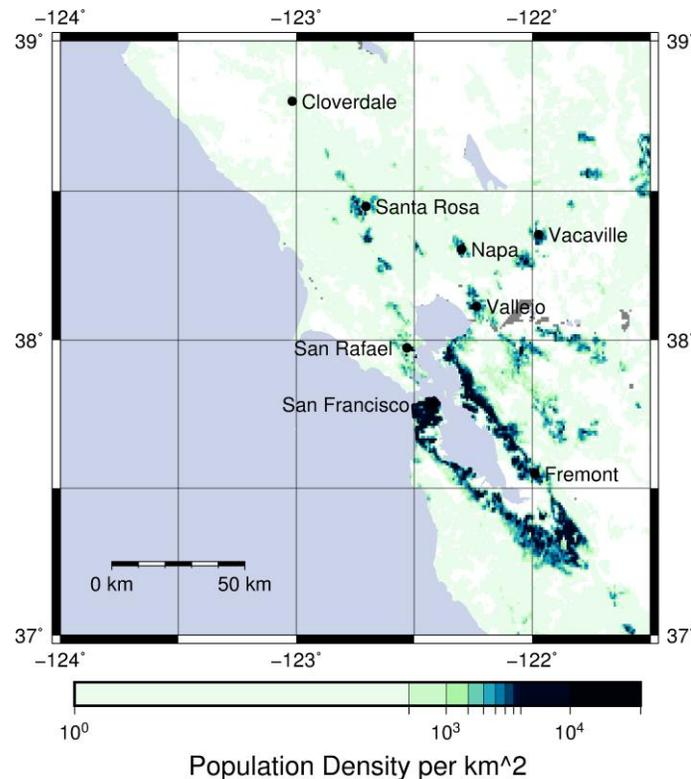 −124˚ −123˚ −122˚
39˚ 39˚
Cloverdale
Santa Rosa
Vacaville
Napa
Vallejo
38˚ 38˚
San Rafael
San Francisco
Fremont
0 km 50 km
37˚ 37˚
−124˚ −123˚ −122˚
10⁰ 10³ 10⁴
Population Density per km^2